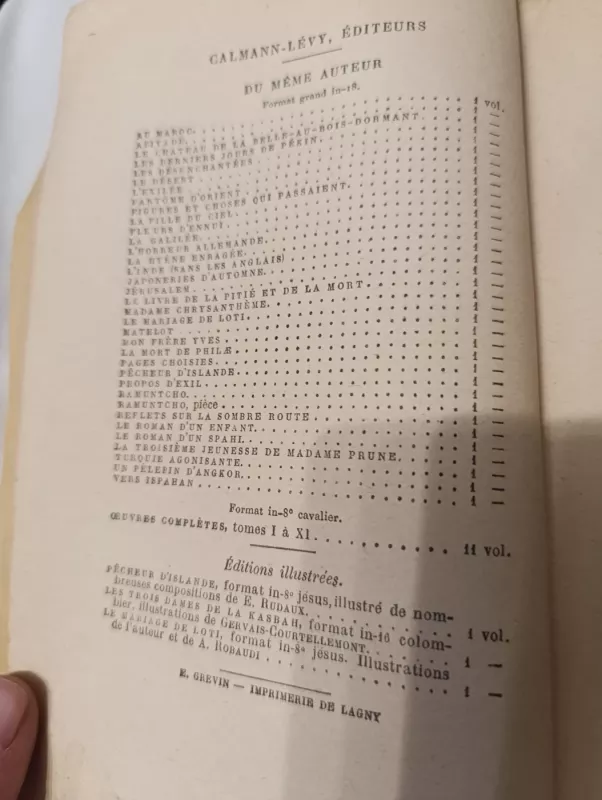 CALMANN-LÉVY, ÉDITEURS
DU MÊME AUTEUR
Format grand in-18.
AU MAROC. . . . . . . . . . . . . . . . . . . . 1 vol.
AZIYADÉ. . . . . . . . . . . . . . . . . . . . 1 —
LE CHATEAU DE LA BELLE-AU-BOIS-DORMANT. . . . . 1 —
LES DERNIERS JOURS DE PÉKIN. . . . . . . . . . . 1 —
LES DÉSENCHANTÉES . . . . . . . . . . . . . . . 1 —
LE DÉSERT . . . . . . . . . . . . . . . . . . . 1 —
L'EXILÉE . . . . . . . . . . . . . . . . . . . 1 —
FANTÔME D'ORIENT . . . . . . . . . . . . . . . . 1 —
FIGURES ET CHOSES QUI PASSAIENT. . . . . . . . . 1 —
LA FILLE DU CIEL. . . . . . . . . . . . . . . . 1 —
FLEURS D'ENNUI. . . . . . . . . . . . . . . . . 1 —
LA GALILÉE. . . . . . . . . . . . . . . . . . . 1 —
L'HORREUR ALLEMANDE. . . . . . . . . . . . . . . 1 —
LA HYÈNE ENRAGÉE. . . . . . . . . . . . . . . . 1 —
L'INDE (SANS LES ANGLAIS) . . . . . . . . . . . 1 —
JAPONERIES D'AUTOMNE. . . . . . . . . . . . . . 1 —
JÉRUSALEM. . . . . . . . . . . . . . . . . . . 1 —
LE LIVRE DE LA PITIÉ ET DE LA MORT . . . . . . . 1 —
MADAME CHRYSANTHÈME. . . . . . . . . . . . . . . 1 —
LE MARIAGE DE LOTI . . . . . . . . . . . . . . . 1 —
MATELOT . . . . . . . . . . . . . . . . . . . . 1 —
MON FRÈRE YVES . . . . . . . . . . . . . . . . . 1 —
LA MORT DE PHILÆ . . . . . . . . . . . . . . . . 1 —
PAGES CHOISIES. . . . . . . . . . . . . . . . . 1 —
PÊCHEUR D'ISLANDE . . . . . . . . . . . . . . . 1 —
PROPOS D'EXIL . . . . . . . . . . . . . . . . . 1 —
RAMUNTCHO. . . . . . . . . . . . . . . . . . . 1 —
RAMUNTCHO, pièce . . . . . . . . . . . . . . . . 1 —
REFLETS SUR LA SOMBRE ROUTE . . . . . . . . . . 1 —
LE ROMAN D'UN ENFANT. . . . . . . . . . . . . . 1 —
LE ROMAN D'UN SPAHI. . . . . . . . . . . . . . . 1 —
LA TROISIÈME JEUNESSE DE MADAME PRUNE. . . . . . 1 —
TURQUIE AGONISANTE. . . . . . . . . . . . . . . 1 —
UN PÈLERIN D'ANGKOR. . . . . . . . . . . . . . . 1 —
VERS ISPAHAN . . . . . . . . . . . . . . . . . . 1 —
Format in-8º cavalier.
ŒUVRES COMPLÈTES, tomes I à XI. . . . . . . . . . 11 vol.
Éditions illustrées.
PÊCHEUR D'ISLANDE, format in-8º jésus, illustré de nom-
breuses compositions de E. RUDAUX. . . . . . . . 1 vol.
LES TROIS DAMES DE LA KASBAH, format in-16 colom-
bier, illustrations de GERVAIS-COURTELLEMONT. . . 1 —
LE MARIAGE DE LOTI, format in-8º jésus. Illustrations
de l'auteur et de A. ROBAUDI . . . . . . . . . . 1 —
E. GREVIN — IMPRIMERIE DE LAGNY